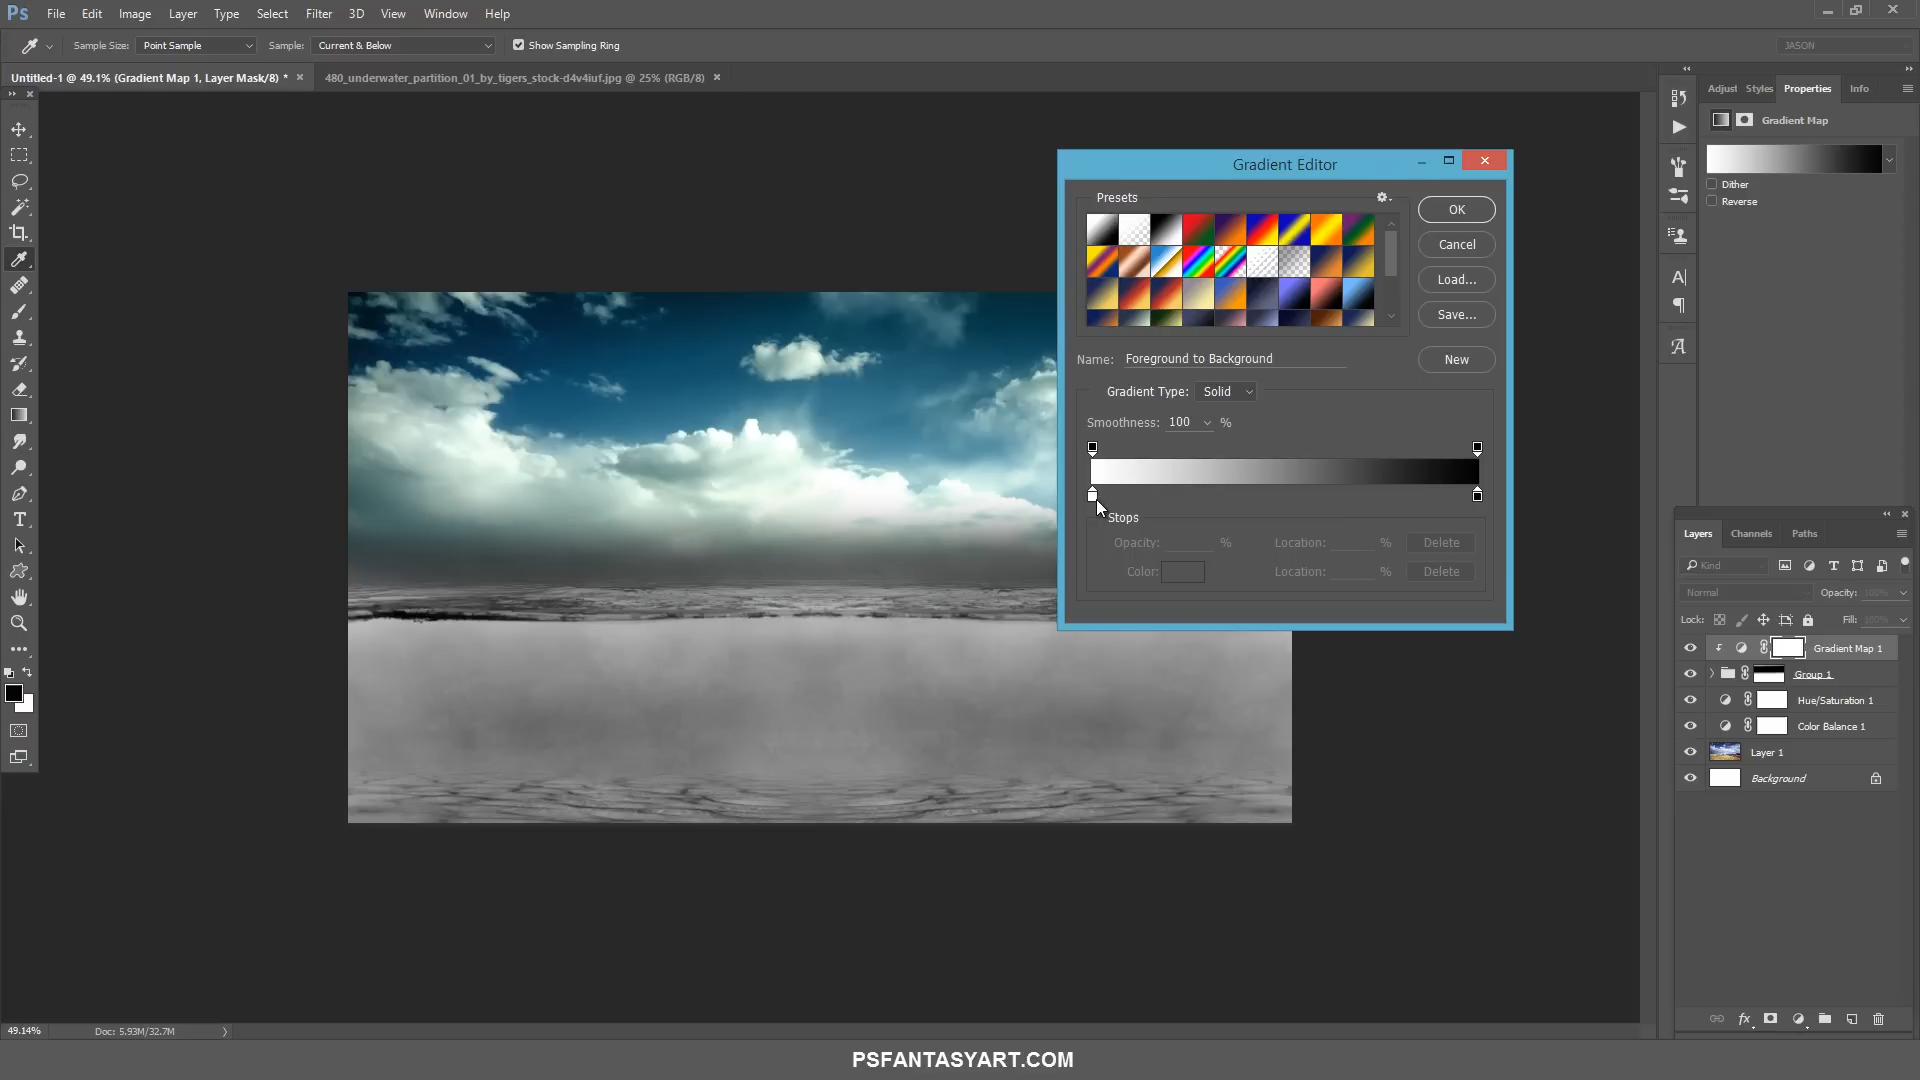 Ps File Edit Image Layer Type Select Filter 3D View Window Help
Sample Size: Point Sample Sample: Current & Below Show Sampling Ring JASON
Untitled-1 @ 49.1% (Gradient Map 1, Layer Mask/8) * × 480_underwater_partition_01_by_tigers_stock-d4v4iuf.jpg @ 25% (RGB/8) ×
Adjust Styles Properties Info
Gradient Map
Dither
Reverse
Gradient Editor
Presets
OK
Cancel
Load...
Save...
Name: Foreground to Background
New
Gradient Type: Solid
Smoothness: 100 %
Stops
Opacity: % Location: % Delete
Color: Location: % Delete
Layers Channels Paths
Kind
Normal Opacity: 100%
Lock: Fill: 100%
Gradient Map 1
Group 1
Hue/Saturation 1
Color Balance 1
Layer 1
Background
fx
49.14% Doc: 5.93M/32.7M
PSFANTASYART.COM